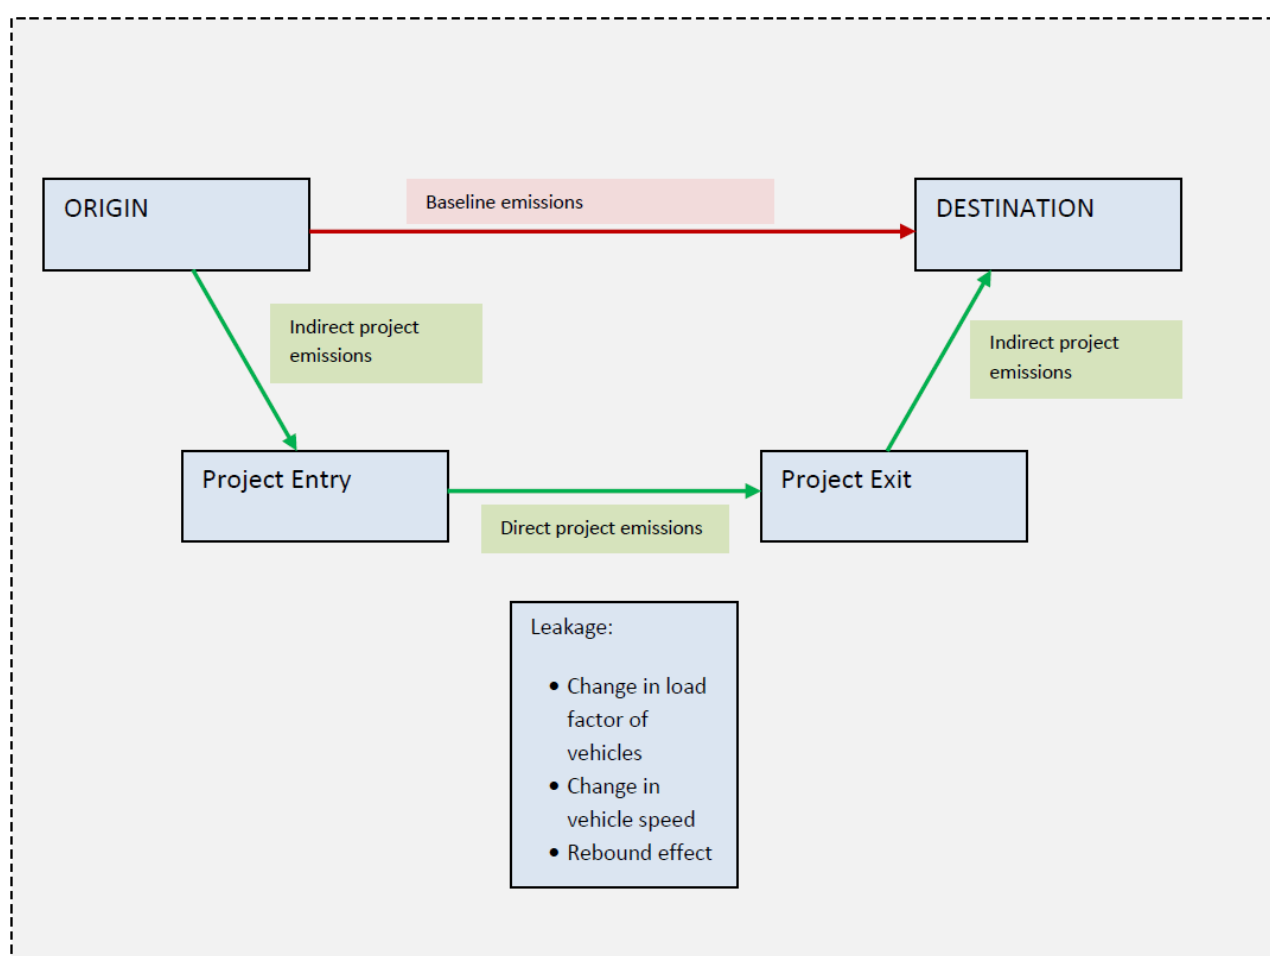 ORIGIN
Baseline emissions
DESTINATION
Indirect project
emissions
Indirect project
emissions
Project Entry
Project Exit
Direct project emissions
Leakage:
• Change in load
factor of
vehicles
• Change in
vehicle speed
• Rebound effect